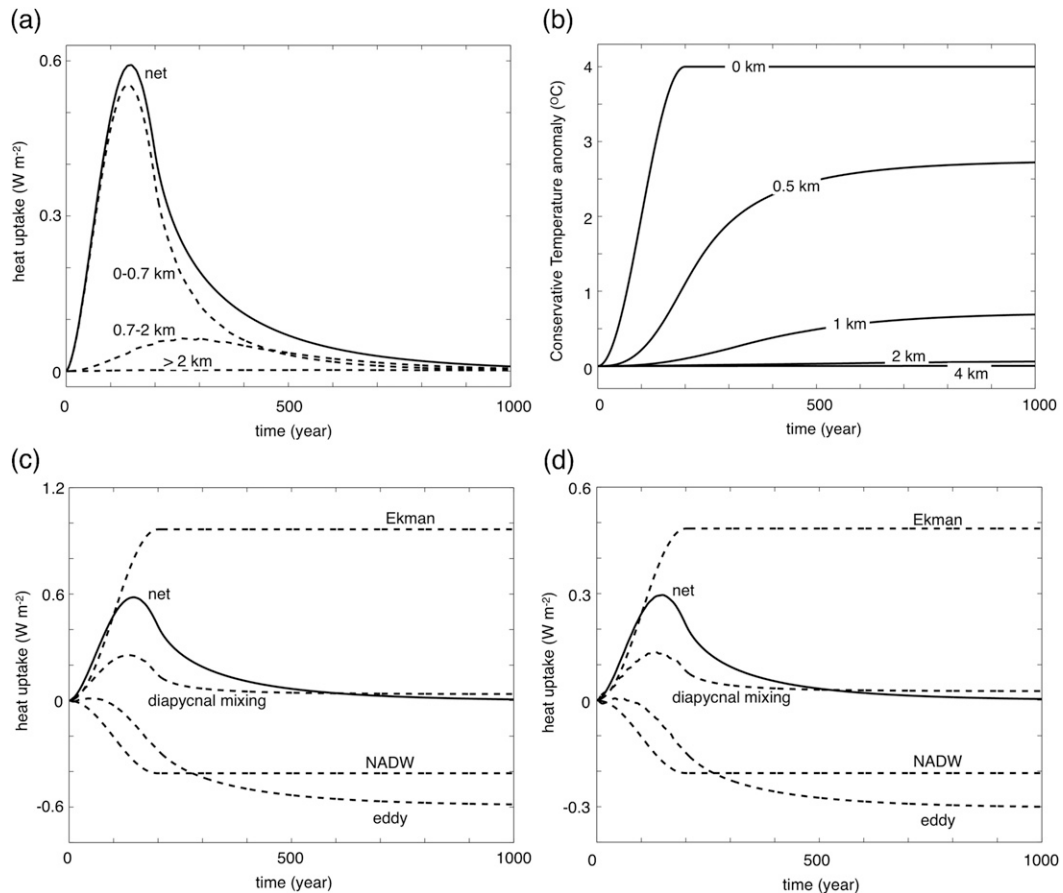 (a)
0.6
net
0.3
0-0.7 km
0.7-2 km
> 2 km
0
heat uptake (W m-2)
0
500
1000
time (year)
(b)
4
0 km
3
0.5 km
2
1
1 km
2 km
0
4 km
Conservative Temperature anomaly (°C)
0
500
1000
time (year)
(c)
1.2
Ekman
0.6
net
0
diapycnal mixing
NADW
-0.6
eddy
heat uptake (W m-2)
0
500
1000
time (year)
(d)
0.6
Ekman
0.3
net
0
diapycnal mixing
NADW
-0.3
eddy
heat uptake (W m-2)
0
500
1000
time (year)